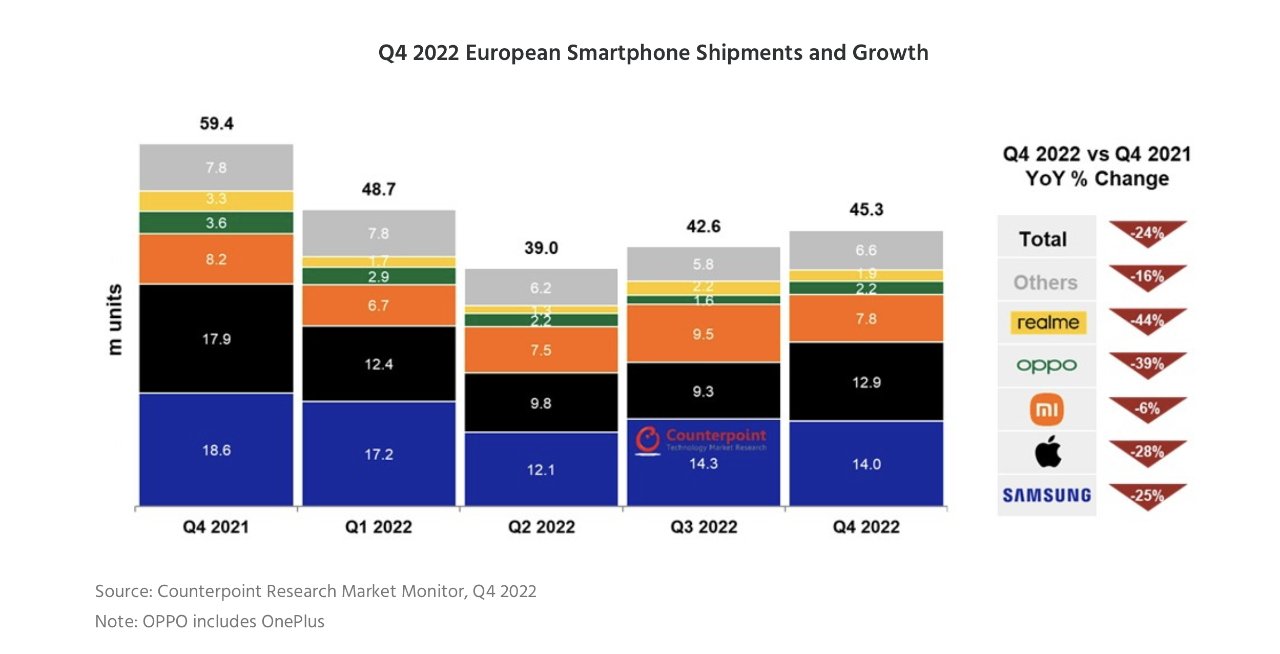 Q4 2022 European Smartphone Shipments and Growth
59.4
7.8
3.3
3.6
8.2
17.9
18.6
48.7
7.8
1.7
2.9
6.7
12.4
17.2
39.0
6.2
2.2
7.5
9.8
12.1
42.6
5.8
2.2
1.6
9.5
9.3
Counterpoint
Technology Market Research
14.3
45.3
6.6
1.9
2.2
7.8
12.9
14.0
m units
Q4 2021 Q1 2022 Q2 2022 Q3 2022 Q4 2022
Q4 2022 vs Q4 2021
YoY % Change
Total -24%
Others -16%
realme -44%
oppo -39%
mi -6%
-28%
SAMSUNG -25%
Source: Counterpoint Research Market Monitor, Q4 2022
Note: OPPO includes OnePlus